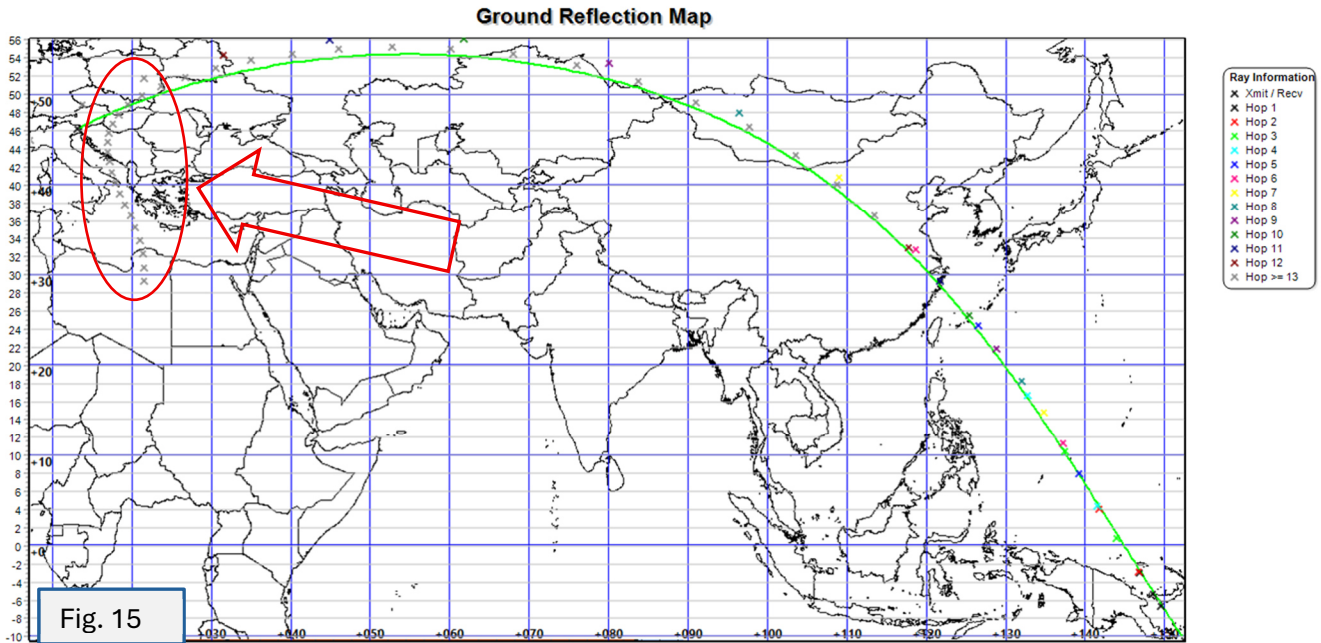 Ground Reflection Map
56
54
52
50
48
46
44
42
40
38
36
34
32
30
28
26
24
22
20
18
16
14
12
10
8
6
4
2
0
-2
-4
-6
-8
-10
+50
+40
+30
+20
+10
+0
+030 +040 +050 +060 +070 +080 +090 +100 +110 +120 +130 +140
Fig. 15
Ray Information
× Xmit / Recv
× Hop 1
× Hop 2
× Hop 3
× Hop 4
× Hop 5
× Hop 6
× Hop 7
× Hop 8
× Hop 9
× Hop 10
× Hop 11
× Hop 12
× Hop >= 13